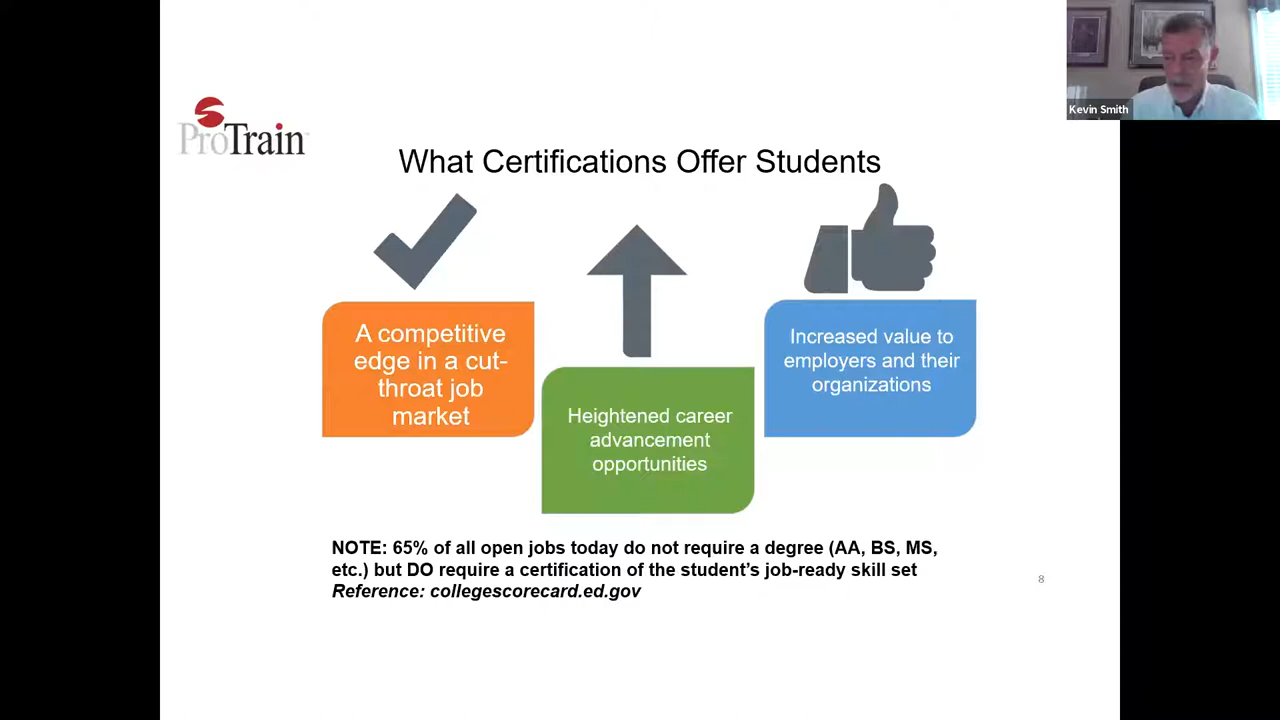 Kevin Smith
ProTrain
What Certifications Offer Students
A competitive
edge in a cut-
throat job
market
Heightened career
advancement
opportunities
Increased value to
employers and their
organizations
NOTE: 65% of all open jobs today do not require a degree (AA, BS, MS,
etc.) but DO require a certification of the student’s job-ready skill set
Reference: collegescorecard.ed.gov
8